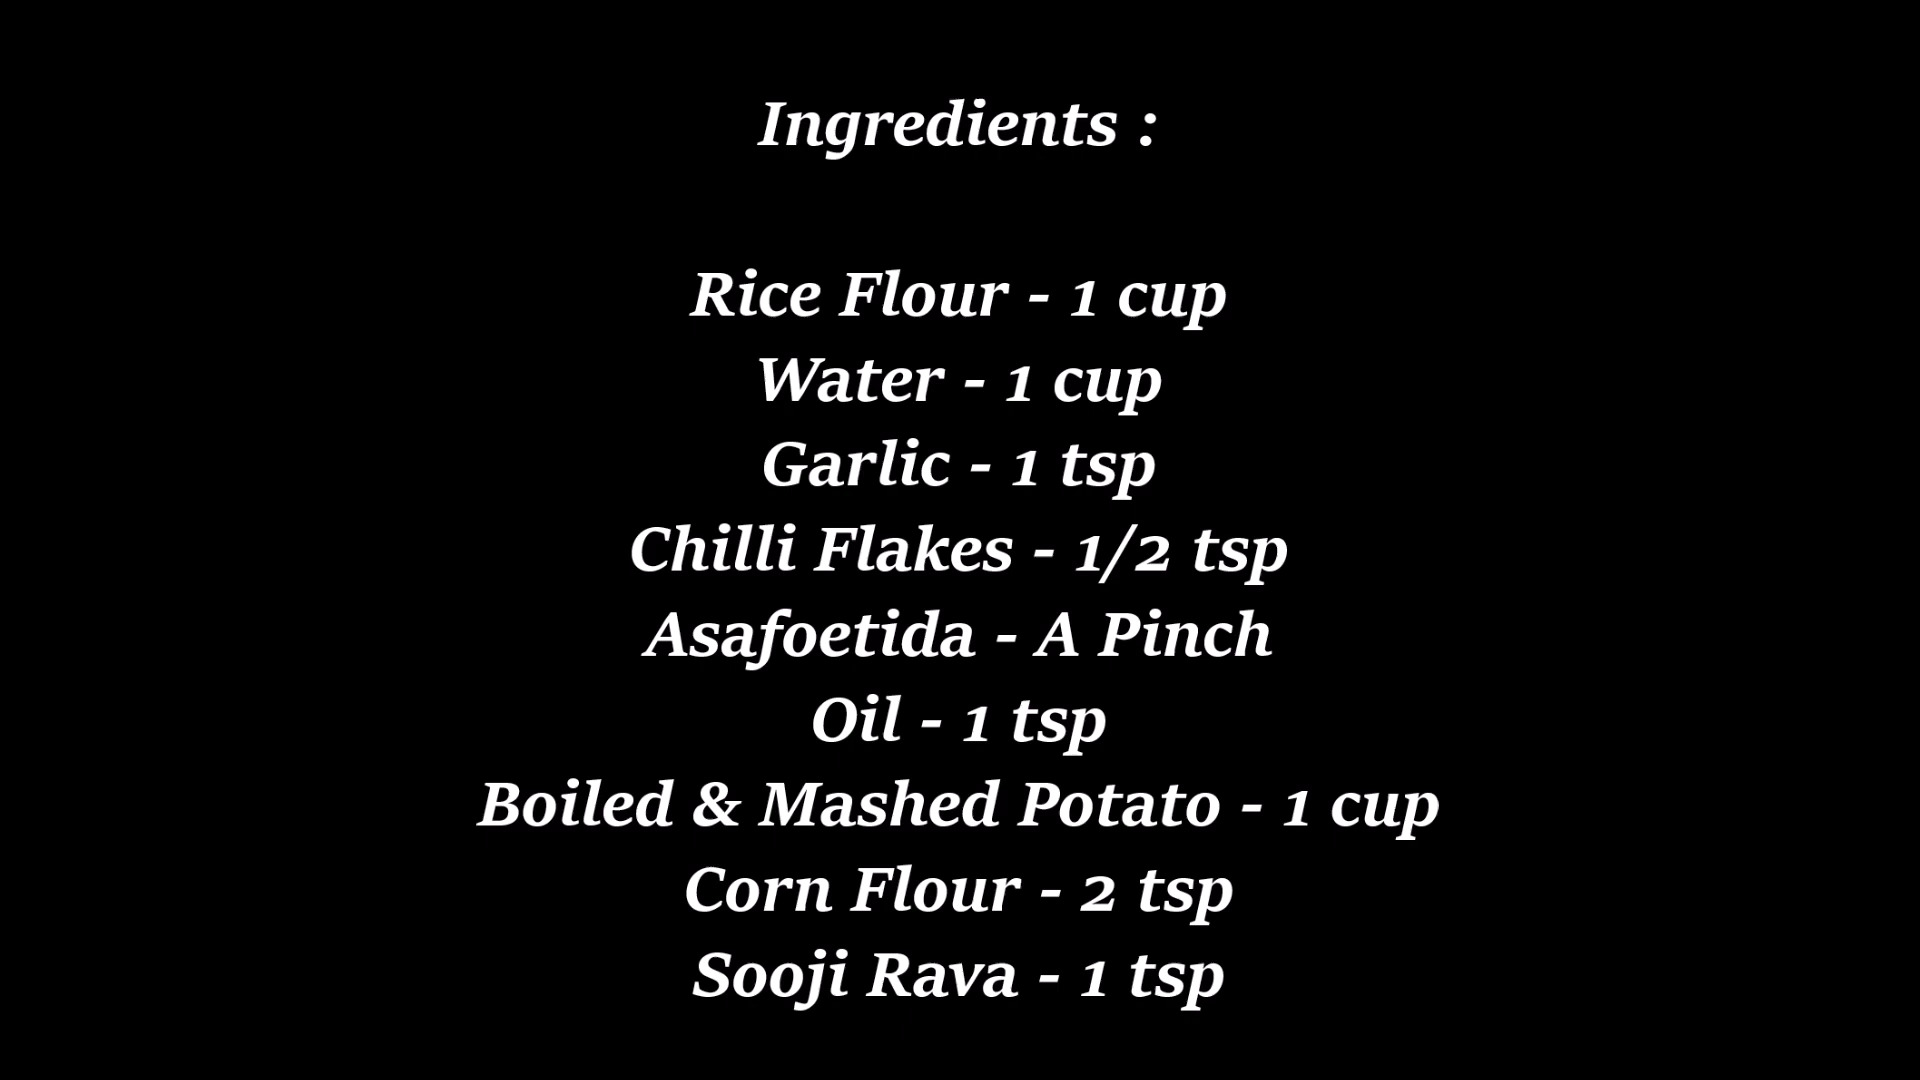 Ingredients :
Rice Flour - 1 cup
Water - 1 cup
Garlic - 1 tsp
Chilli Flakes - 1/2 tsp
Asafoetida - A Pinch
Oil - 1 tsp
Boiled & Mashed Potato - 1 cup
Corn Flour - 2 tsp
Sooji Rava - 1 tsp